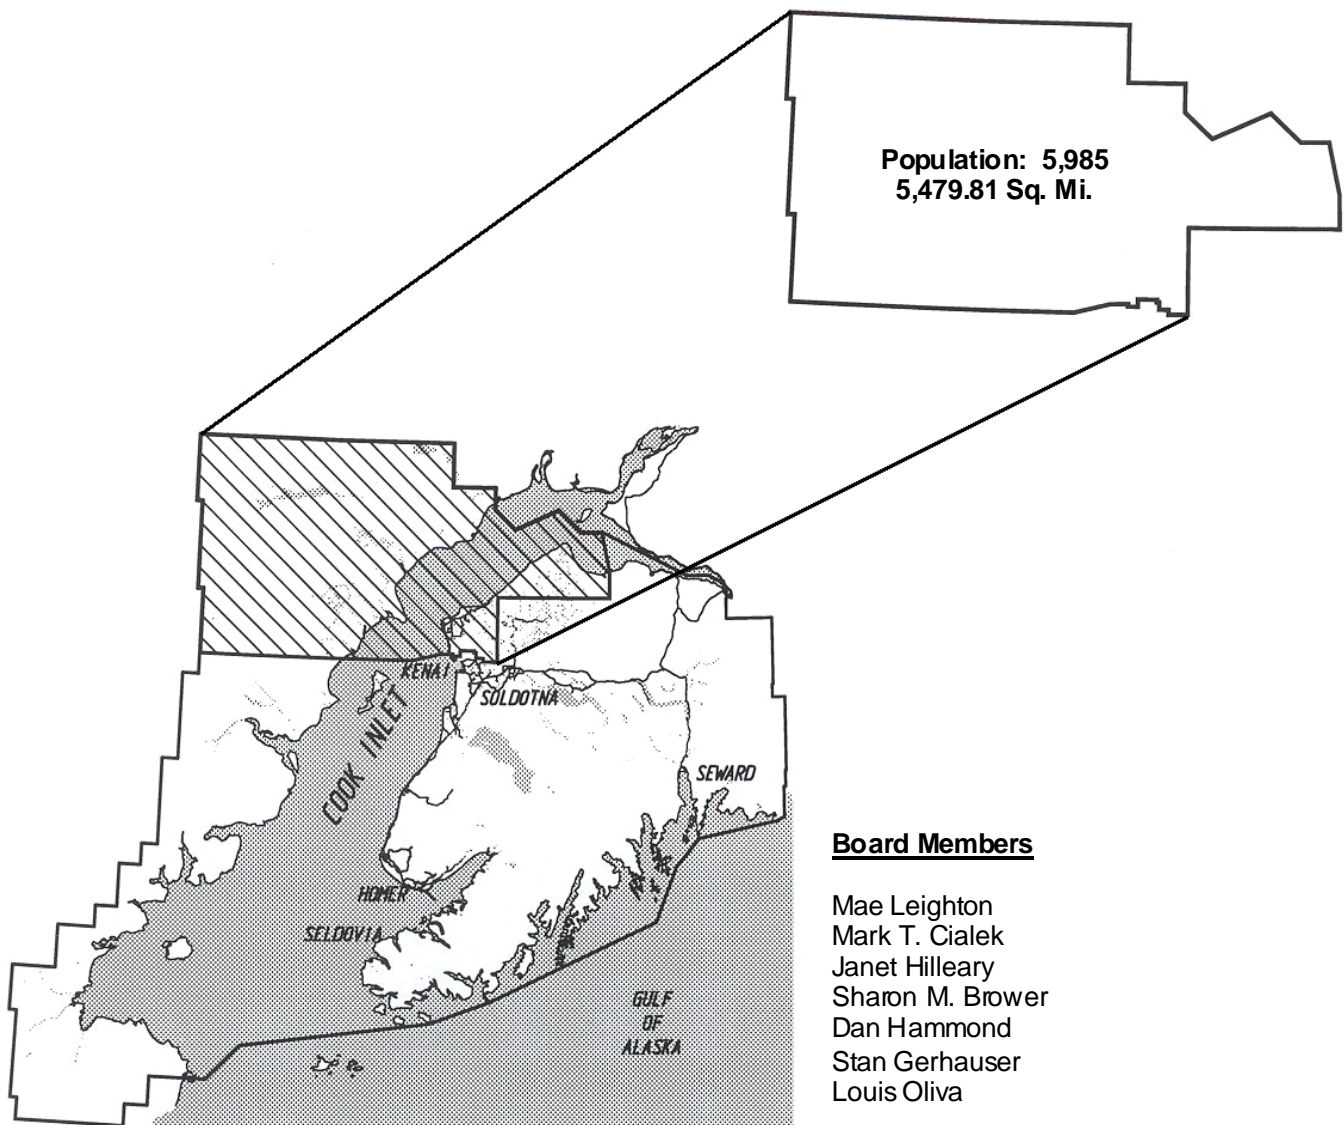 Population: 5,985
5,479.81 Sq. Mi.
KENAI
SOLDOTNA
COOK INLET
SEWARD
HOMER
SELDOVIA
GULF
OF
ALASKA
Board Members
Mae Leighton
Mark T. Cialek
Janet Hilleary
Sharon M. Brower
Dan Hammond
Stan Gerhauser
Louis Oliva